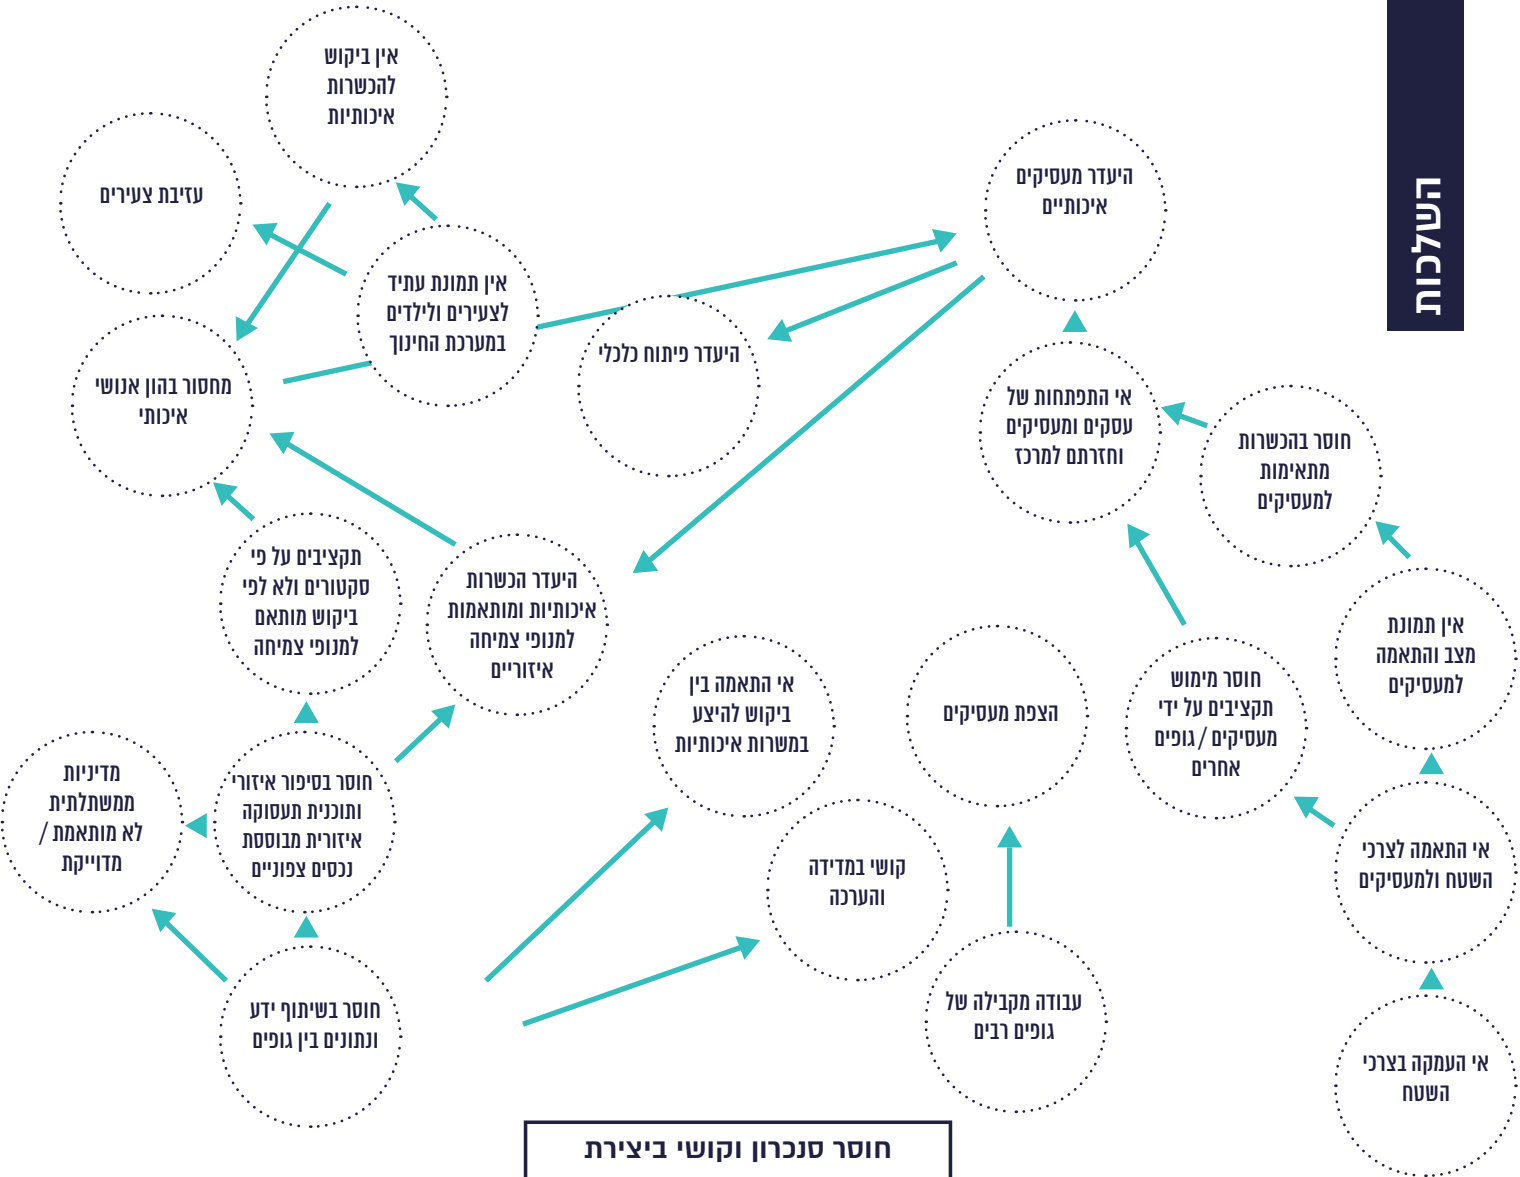 השלכות
אין ביקוש
להכשרות
איכותיות
עזיבת צעירים
היעדר מעסיקים
איכותיים
אין תמונת עתיד
לצעירים ולילדים
במערכת החינוך
היעדר פיתוח כלכלי
מחסור בהון אנושי
איכותי
אי התפתחות של
עסקים ומעסיקים
וחזרתם למרכז
חוסר בהכשרות
מתאימות
למעסיקים
תקציבים על פי
סקטורים ולא לפי
ביקוש מותאם
למנופי צמיחה
היעדר הכשרות
איכותיות ומותאמות
למנופי צמיחה
איזוריים
אין תמונת
מצב והתאמה
למעסיקים
אי התאמה בין
ביקוש להיצע
במשרות איכותיות
הצפת מעסיקים
חוסר מימוש
תקציבים על ידי
מעסיקים / גופים
אחרים
מדיניות
ממשלתית
לא מותאמת /
מדוייקת
חוסר בסיפור איזורי
ותוכנית תעסוקה
איזורית מבוססת
נכסים צפוניים
קושי במדידה
והערכה
אי התאמה לצרכי
השטח ולמעסיקים
חוסר בשיתוף ידע
ונתונים בין גופים
עבודה מקבילה של
גופים רבים
אי העמקה בצרכי
השטח
חוסר סנכרון וקושי ביצירת